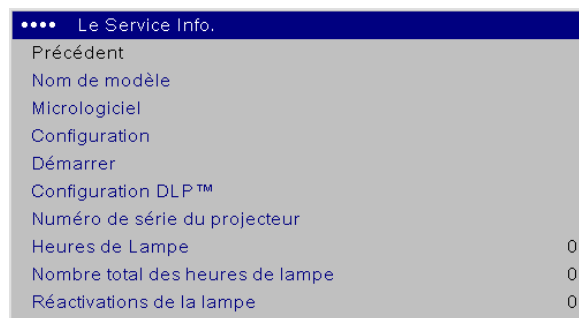 •••• Le Service Info.
Précédent
Nom de modèle
Micrologiciel
Configuration
Démarrer
Configuration DLP™
Numéro de série du projecteur
Heures de Lampe 0
Nombre total des heures de lampe 0
Réactivations de la lampe 0